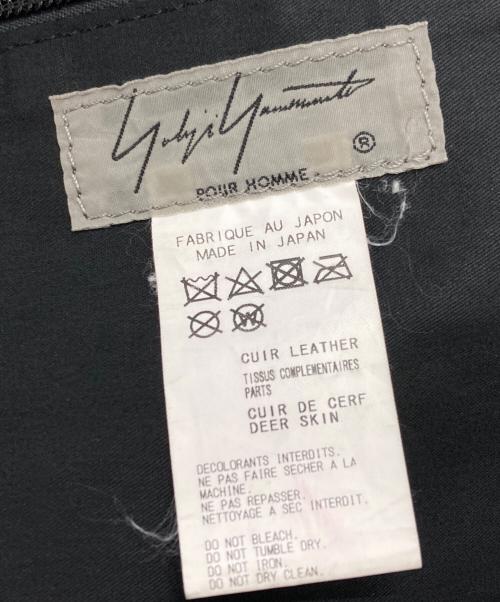 Yohji Yamamoto
®
POUR HOMME
FABRIQUE AU JAPON
MADE IN JAPAN
W
CUIR LEATHER
TISSUS COMPLEMENTAIRES
PARTS
CUIR DE CERF
DEER SKIN
DECOLORANTS INTERDITS.
NE PAS FAIRE SECHER A LA
MACHINE.
NE PAS REPASSER.
NETTOYAGE A SEC INTERDIT.
DO NOT BLEACH.
DO NOT TUMBLE DRY.
DO NOT IRON.
DO NOT DRY CLEAN.